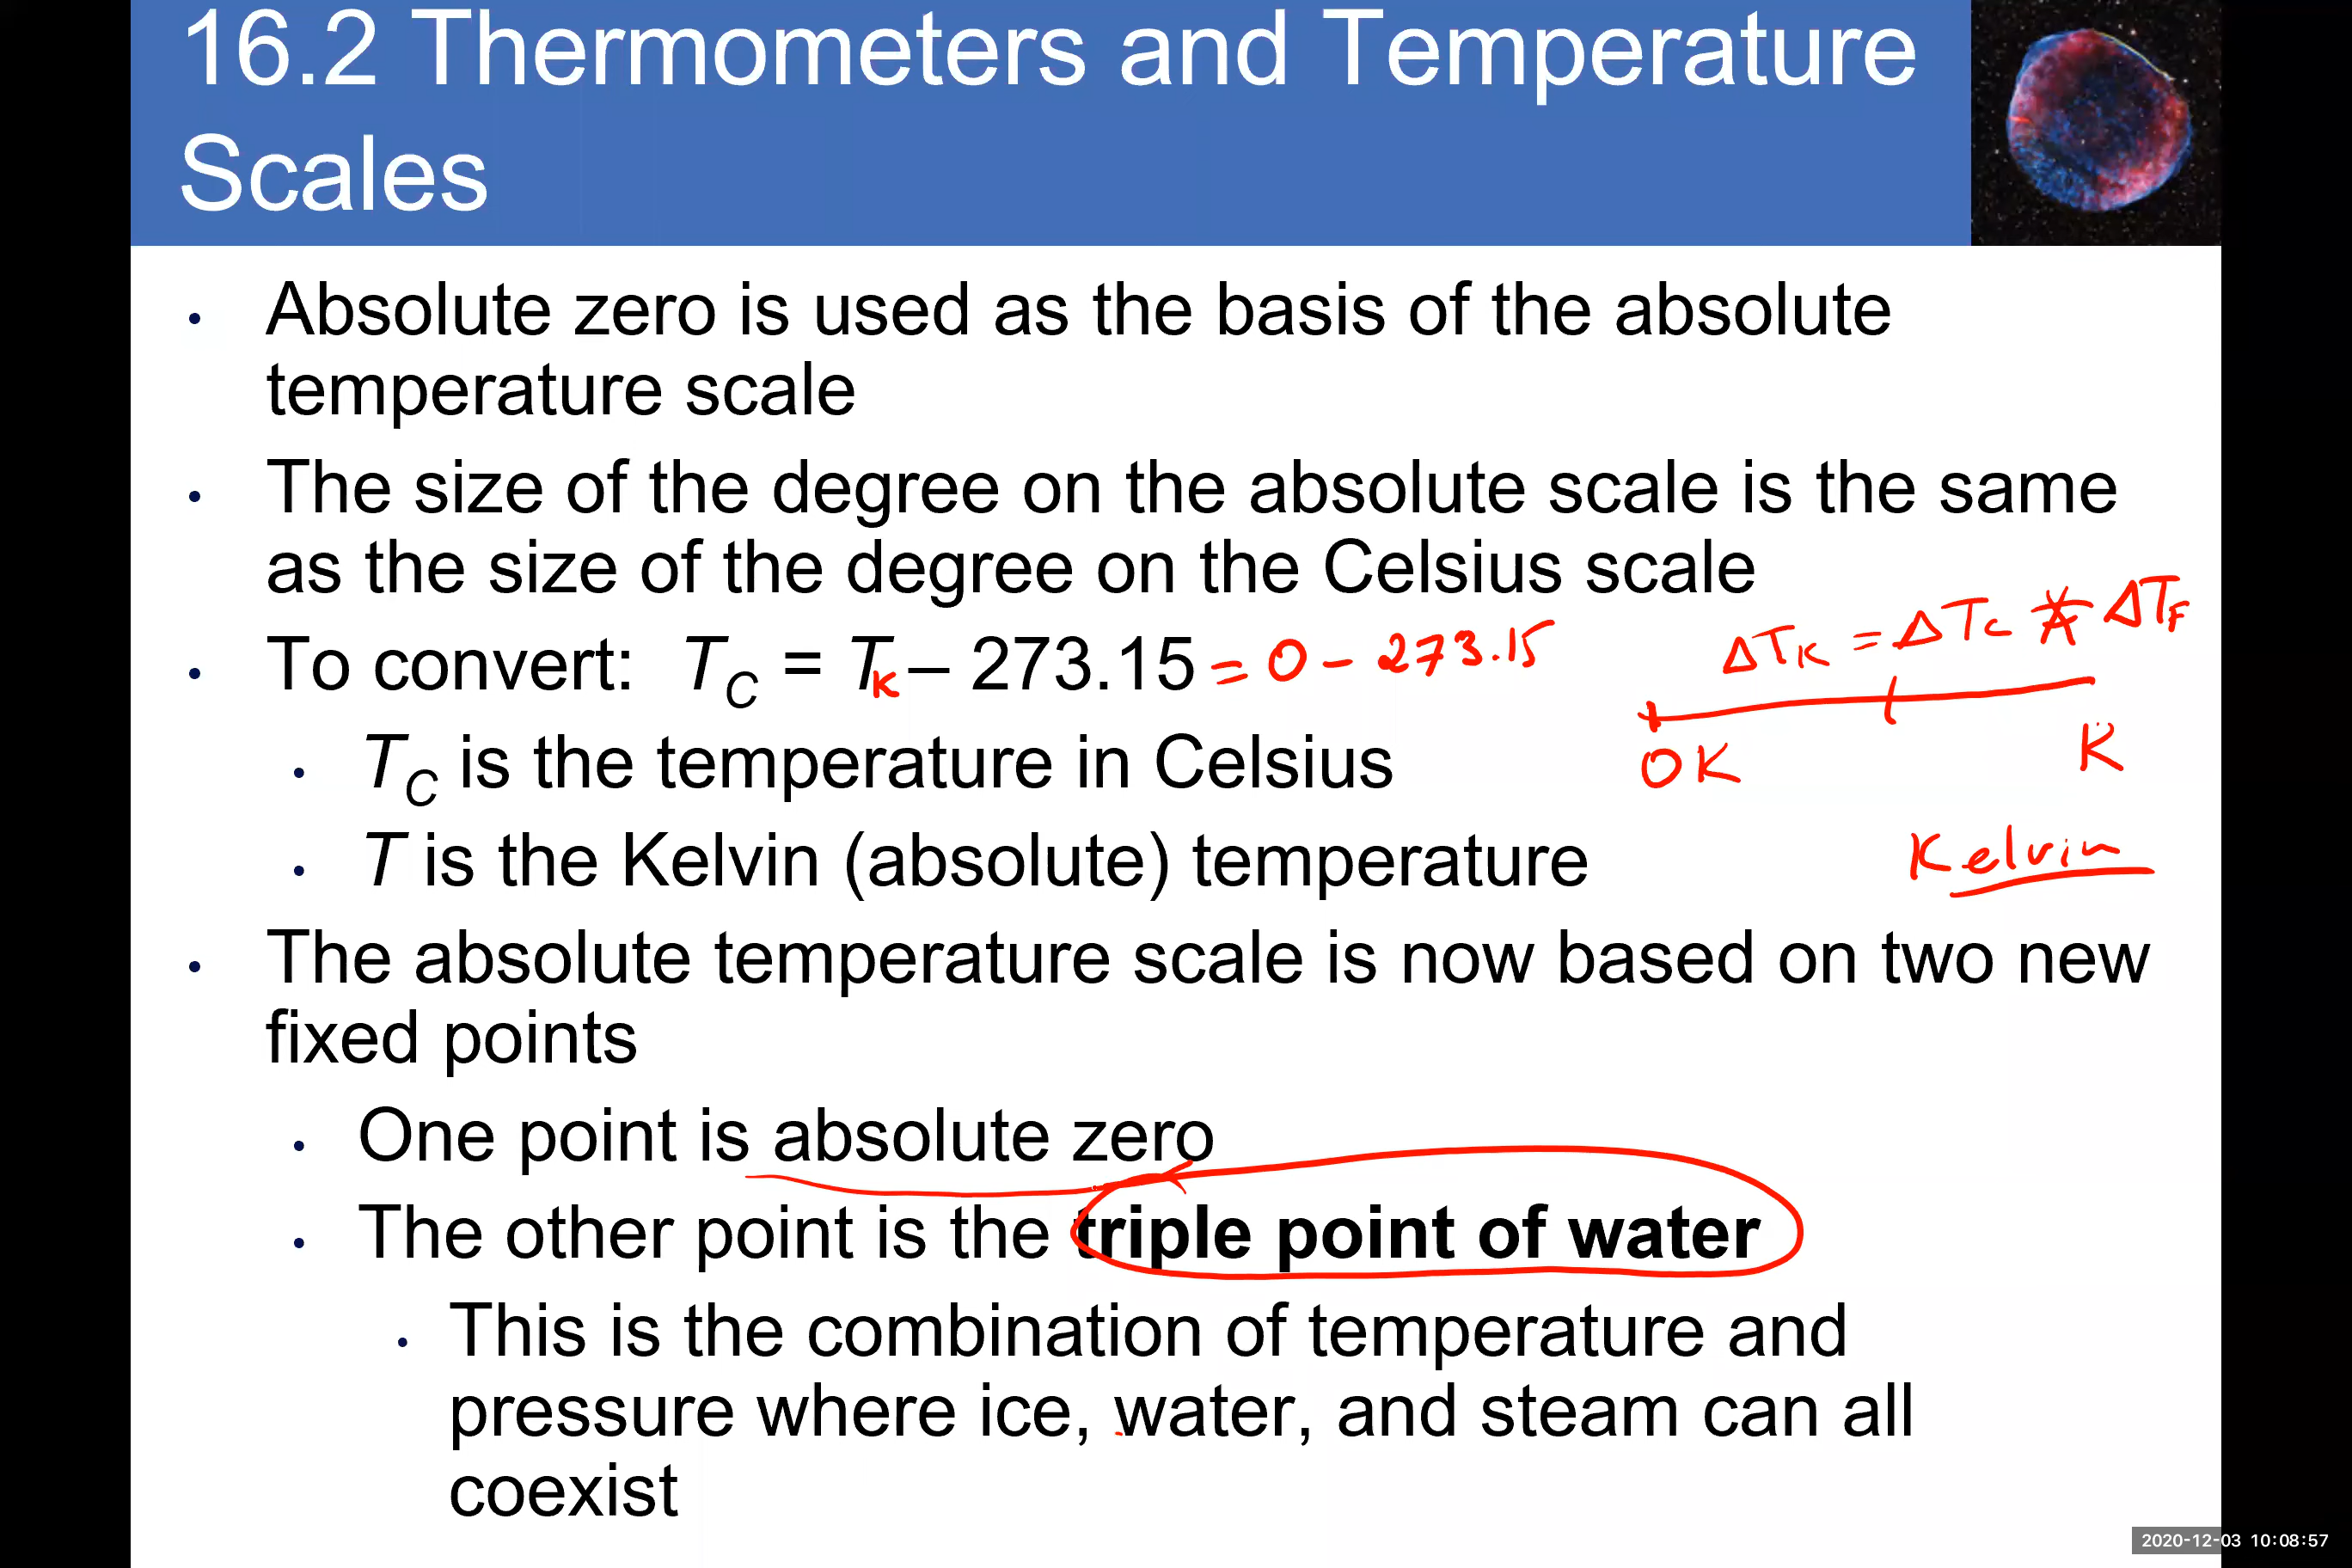 16.2 Thermometers and Temperature
Scales
• Absolute zero is used as the basis of the absolute
temperature scale
• The size of the degree on the absolute scale is the same
as the size of the degree on the Celsius scale
ΔTK = ΔTC ≠ ΔTF
• To convert: TC = TK – 273.15 = 0 – 273.15
0K K
• TC is the temperature in Celsius
• T is the Kelvin (absolute) temperature
Kelvin
• The absolute temperature scale is now based on two new
fixed points
• One point is absolute zero
• The other point is the triple point of water
• This is the combination of temperature and
pressure where ice, water, and steam can all
coexist
2020-12-03 10:08:57